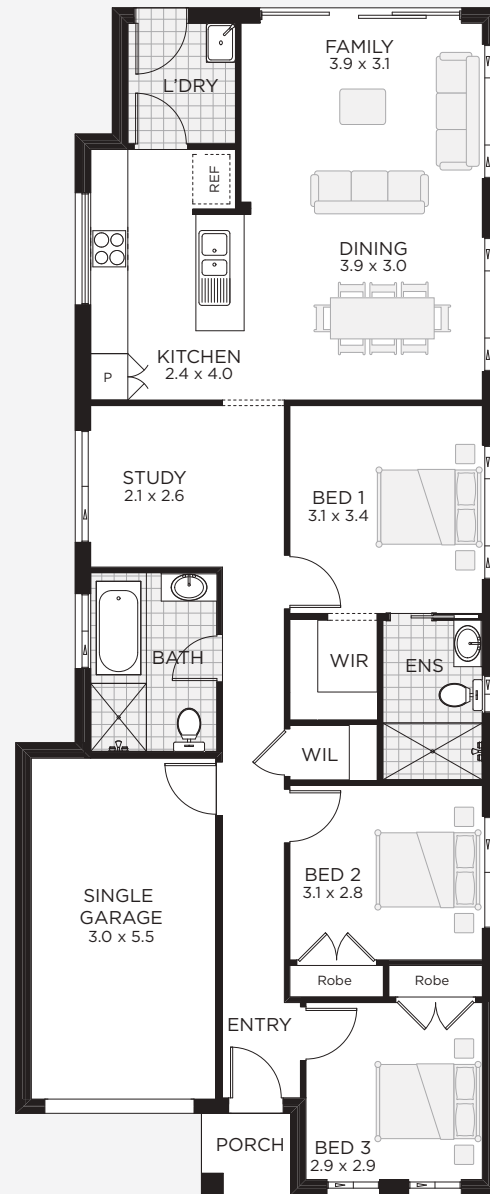 FAMILY
3.9 x 3.1
L'DRY
REF
DINING
3.9 x 3.0
KITCHEN
2.4 x 4.0
P
STUDY
2.1 x 2.6
BED 1
3.1 x 3.4
BATH
WIR
ENS
WIL
BED 2
3.1 x 2.8
SINGLE
GARAGE
3.0 x 5.5
Robe
Robe
ENTRY
PORCH
BED 3
2.9 x 2.9